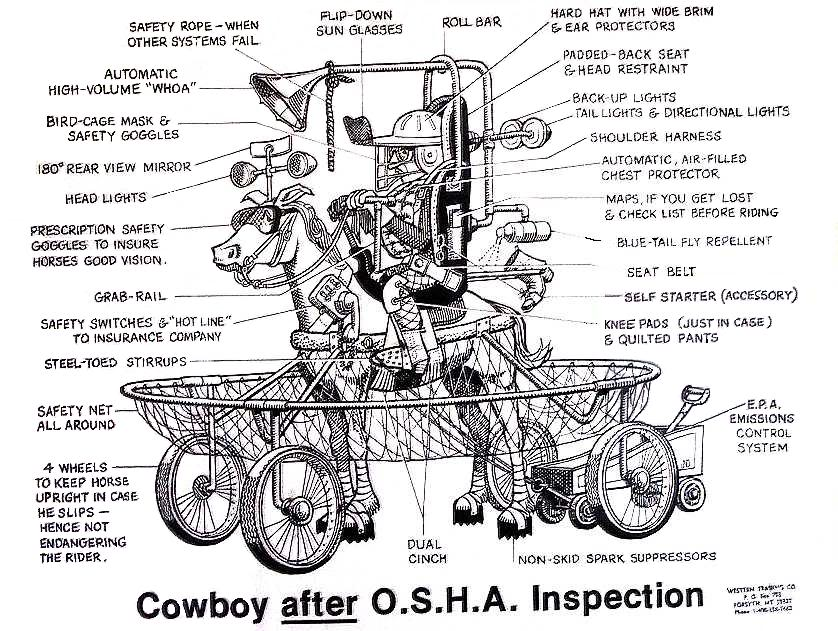 SAFETY ROPE – WHEN
OTHER SYSTEMS FAIL
FLIP-DOWN
SUN GLASSES
ROLL BAR
HARD HAT WITH WIDE BRIM
& EAR PROTECTORS
AUTOMATIC
HIGH-VOLUME "WHOA"
PADDED-BACK SEAT
& HEAD RESTRAINT
BIRD-CAGE MASK &
SAFETY GOGGLES
BACK-UP LIGHTS
TAIL LIGHTS & DIRECTIONAL LIGHTS
SHOULDER HARNESS
180° REAR VIEW MIRROR
AUTOMATIC, AIR-FILLED
CHEST PROTECTOR
HEAD LIGHTS
MAPS, IF YOU GET LOST
& CHECK LIST BEFORE RIDING
PRESCRIPTION SAFETY
GOGGLES TO INSURE
HORSES GOOD VISION.
BLUE-TAIL FLY REPELLENT
SEAT BELT
GRAB-RAIL
SELF STARTER (ACCESSORY)
SAFETY SWITCHES & "HOT LINE"
TO INSURANCE COMPANY
KNEE PADS (JUST IN CASE)
& QUILTED PANTS
STEEL-TOED STIRRUPS
SAFETY NET
ALL AROUND
E.P.A.
EMISSIONS
CONTROL
SYSTEM
4 WHEELS
TO KEEP HORSE
UPRIGHT IN CASE
HE SLIPS –
HENCE NOT
ENDANGERING
THE RIDER.
DUAL
CINCH
NON-SKID SPARK SUPPRESSORS
Cowboy after O.S.H.A. Inspection
WESTERN CO
P. O. Box
FORSYTH, MT
Phone